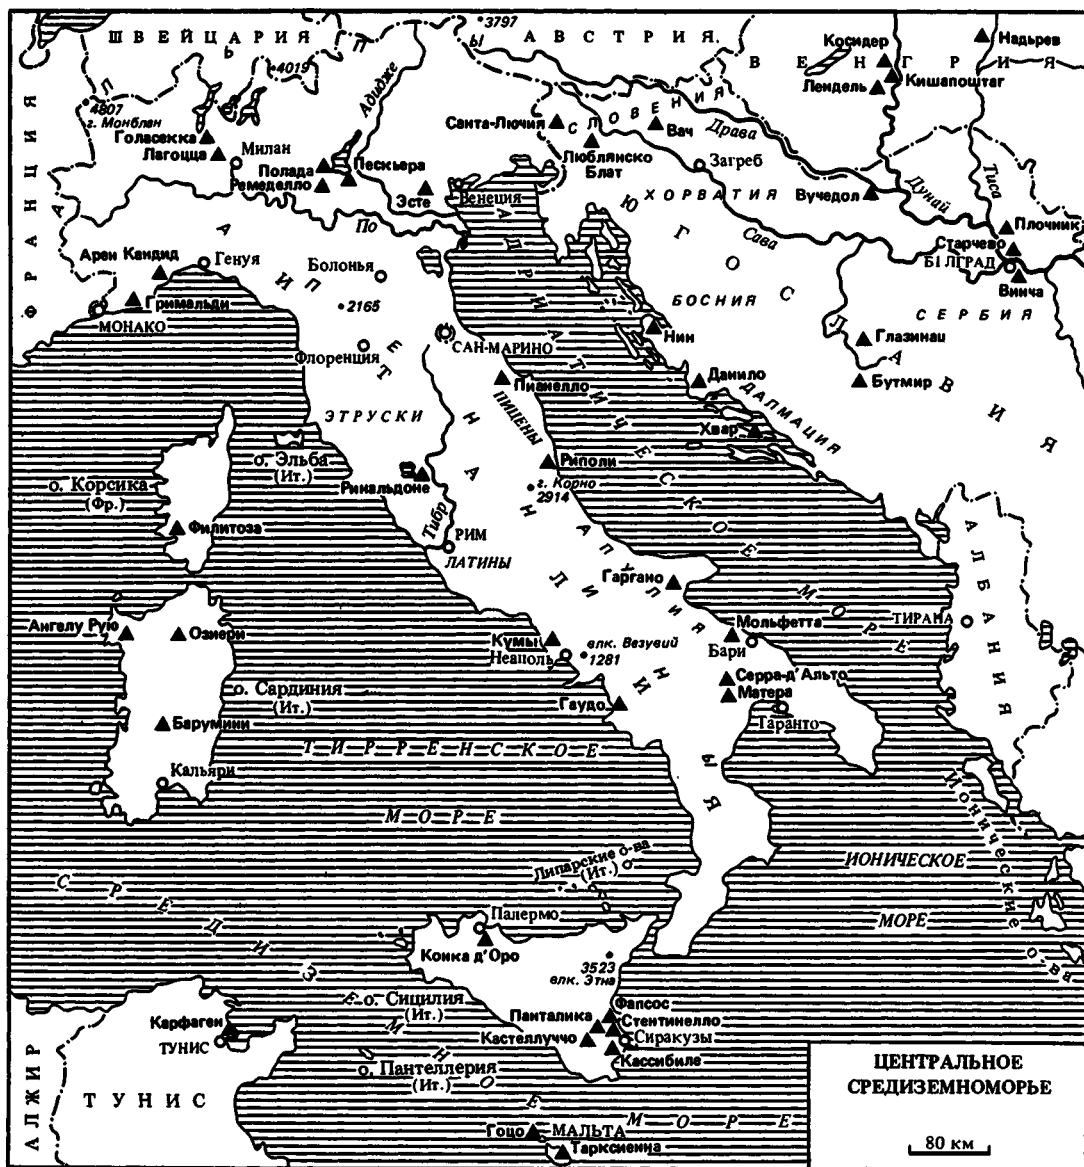 ШВЕЙЦАРИЯ
АВСТРИЯ
ВЕНГРИЯ
ФРАНЦИЯ
АЛЬПЫ
3797
4019
4807
г. Монблан
Косидер
Надьрев
Кишапоштаг
Лендель
Адидже
Голасекка
Лагоцца
Милан
Полада
Ремеделло
Пескьера
Эсте
Венеция
По
Санта-Лючия
СЛОВЕНИЯ
Вач
Люблянско
Блат
Драва
Загреб
ХОРВАТИЯ
Вучедол
Дунай
Тиса
Сава
Плочник
Старчево
БІЛГРАД
Винча
ЮГОСЛАВИЯ
БОСНИЯ
СЕРБИЯ
Глазинац
Бутмир
Нин
Данило
ДАЛМАЦИЯ
Хвар
Арен Кандид
Генуя
Гримальди
МОНАКО
Болонья
2165
Флоренция
САН-МАРИНО
Пианелло
ПИЦЕНЫ
ЭТРУСКИ
АПЕННИНЫ
ИТАЛИЯ
АДРИАТИЧЕСКОЕ МОРЕ
о. Эльба
(Ит.)
о. Корсика
(Фр.)
Филитоза
Ринальдоне
Риполи
г. Корно
2914
Тибр
РИМ
ЛАТИНЫ
АПУЛИЯ
Гаргано
АЛБАНИЯ
ТИРАНА
Ангелу Рую
Озиери
о. Сардиния
(Ит.)
Барумини
Кальяри
Кумы
Неаполь
влк. Везувий
1281
Мольфетта
Бари
Серра-д'Альто
Матера
Гаудо
Таранто
ТИРРЕНСКОЕ
МОРЕ
Липарские о-ва
(Ит.)
ИОНИЧЕСКОЕ
МОРЕ
Ионические о-ва
СРЕДИЗЕМНОЕ МОРЕ
Палермо
Конка д'Оро
3523
влк. Этна
о. Сицилия
(Ит.)
Фапсос
Панталика
Стентинелло
Кастеллуччо
Сиракузы
Кассибиле
Карфаген
ТУНИС
АЛЖИР
ТУНИС
о. Пантеллерия
(Ит.)
Гоцо
МАЛЬТА
Тарксиенна
ЦЕНТРАЛЬНОЕ
СРЕДИЗЕМНОМОРЬЕ
80 км